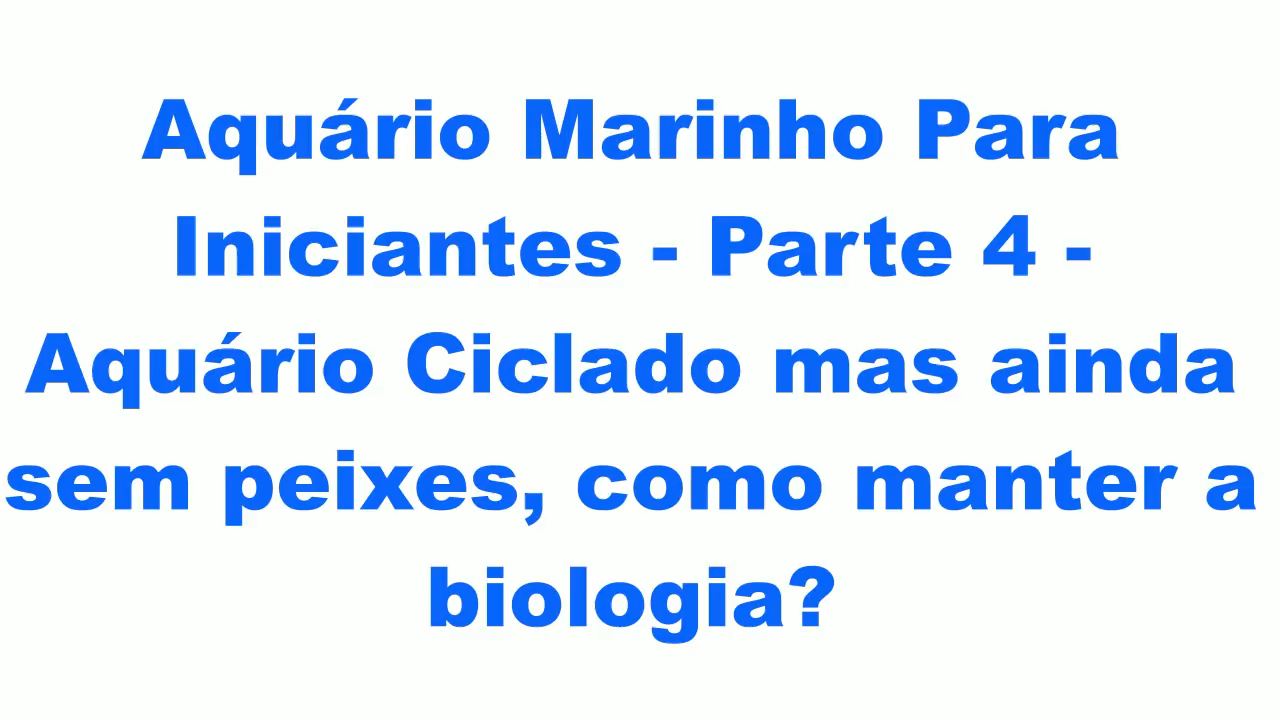 Aquário Marinho Para
Iniciantes - Parte 4 -
Aquário Ciclado mas ainda
sem peixes, como manter a
biologia?